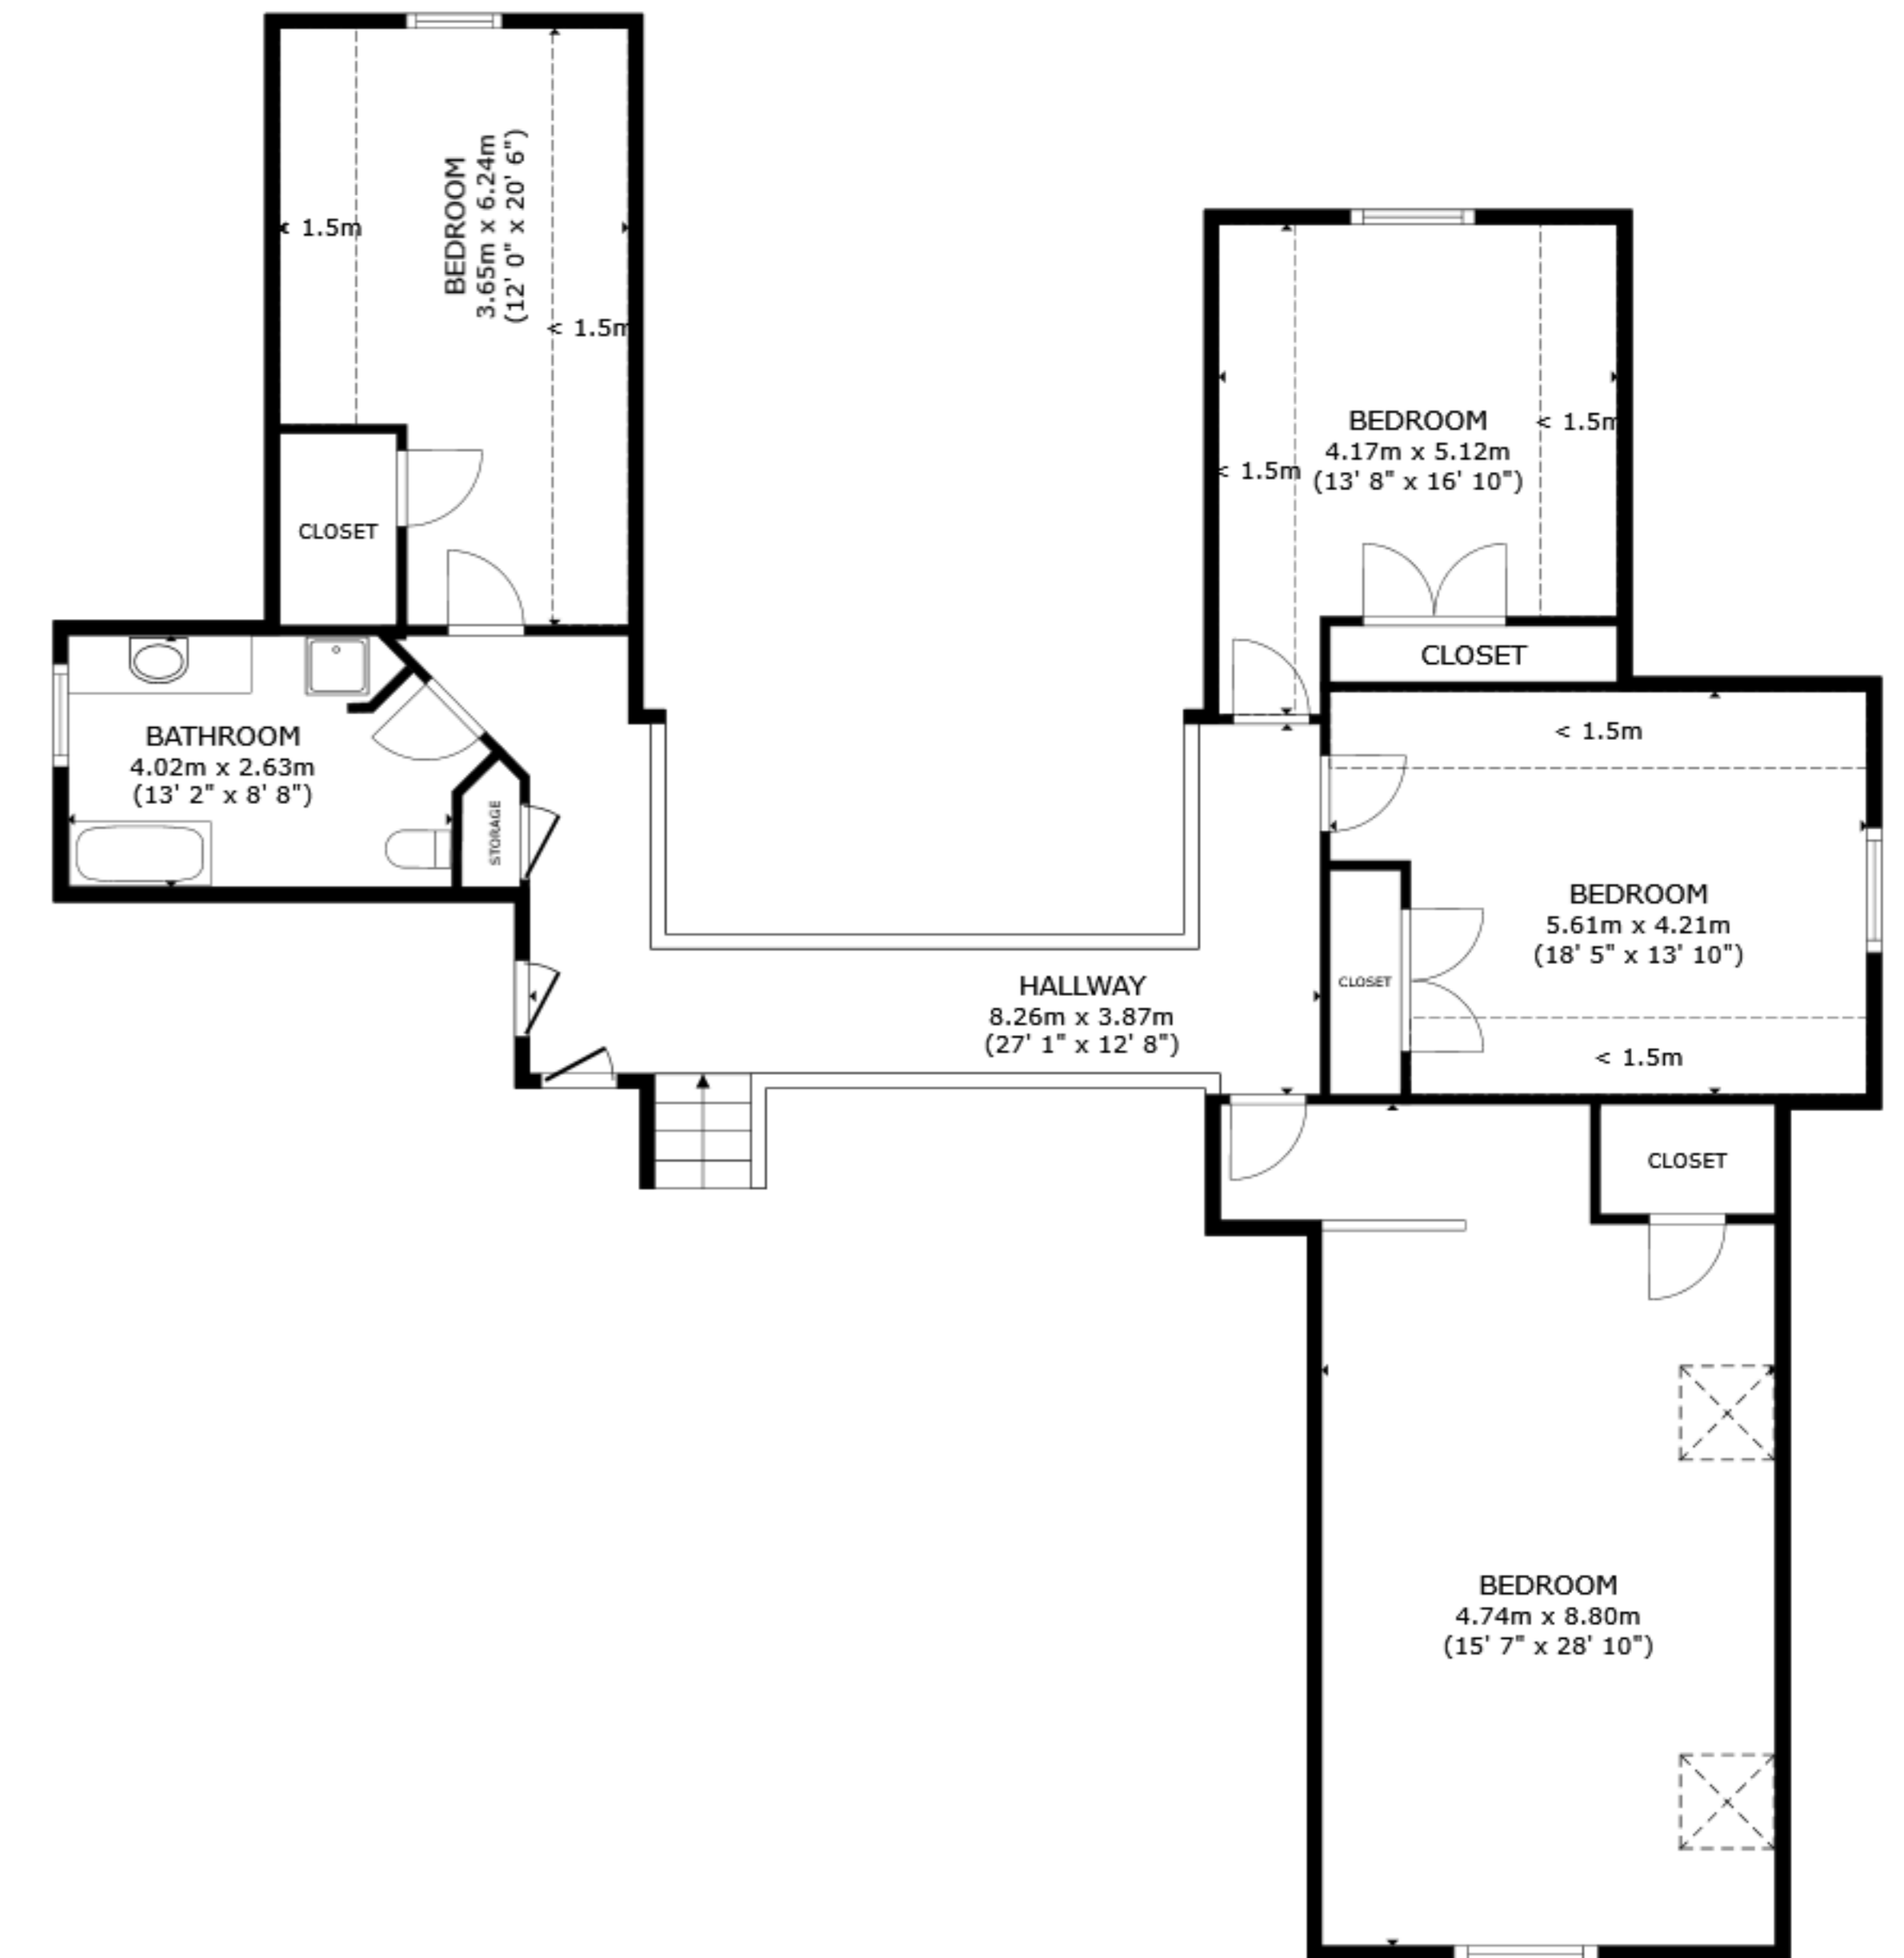 BEDROOM
3.65m x 6.24m
(12' 0" x 20' 6")
< 1.5m
< 1.5m
CLOSET
BEDROOM
4.17m x 5.12m
(13' 8" x 16' 10")
< 1.5m
< 1.5m
CLOSET
BATHROOM
4.02m x 2.63m
(13' 2" x 8' 8")
STORAGE
< 1.5m
BEDROOM
5.61m x 4.21m
(18' 5" x 13' 10")
CLOSET
< 1.5m
HALLWAY
8.26m x 3.87m
(27' 1" x 12' 8")
CLOSET
BEDROOM
4.74m x 8.80m
(15' 7" x 28' 10")